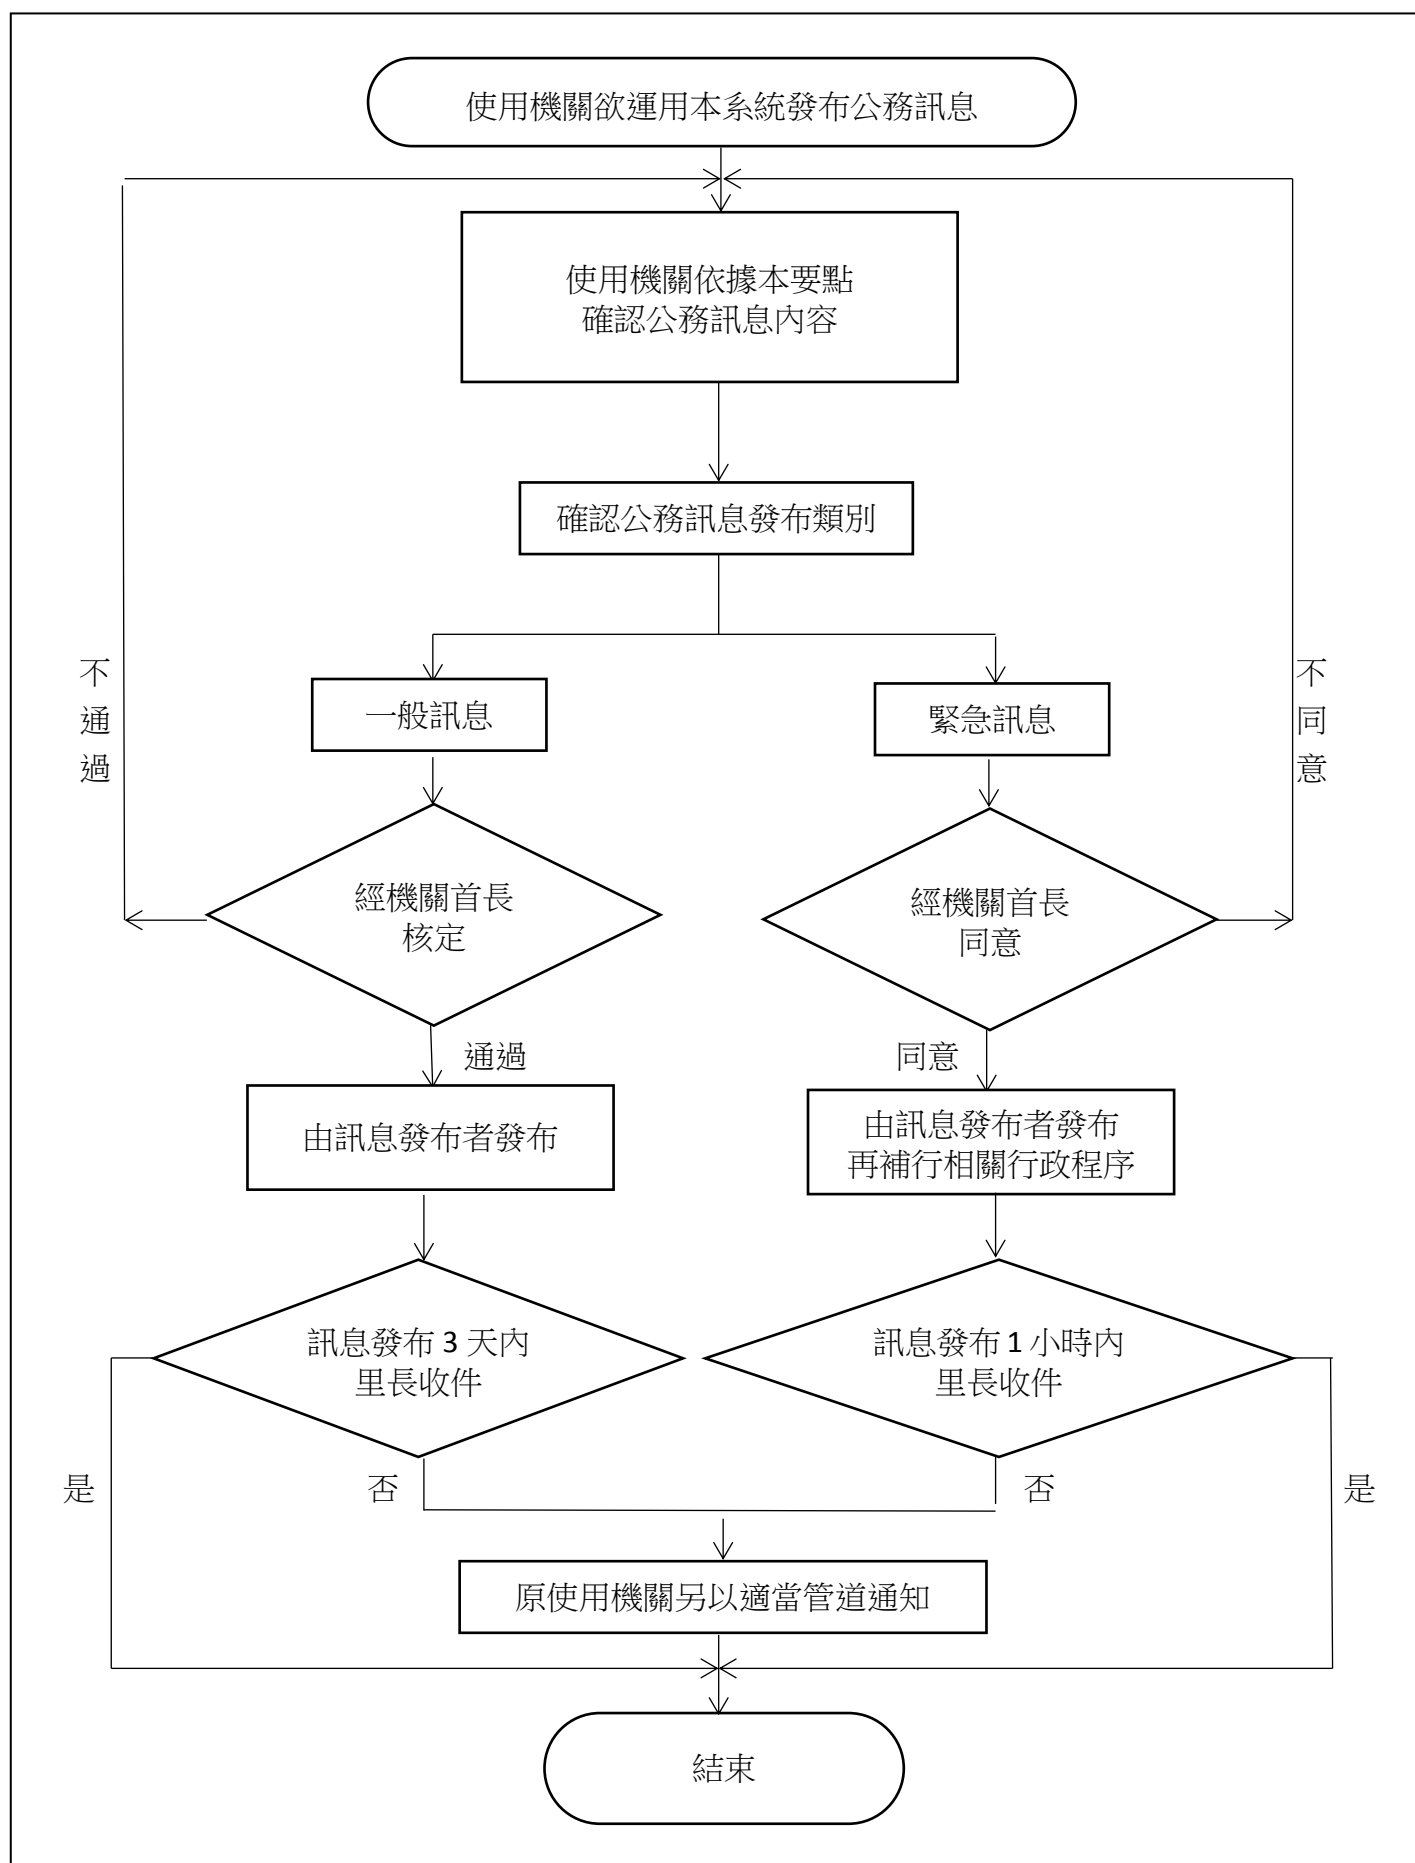 使用機關欲運用本系統發布公務訊息
使用機關依據本要點
確認公務訊息內容
確認公務訊息發布類別
不通過
一般訊息
緊急訊息
不同意
經機關首長
核定
經機關首長
同意
通過
同意
由訊息發布者發布
由訊息發布者發布
再補行相關行政程序
訊息發布 3 天內
里長收件
訊息發布 1 小時內
里長收件
是
否
否
是
原使用機關另以適當管道通知
結束